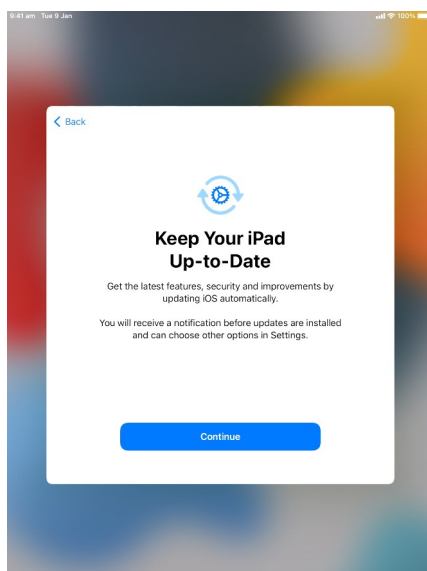 9:41 am Tue 9 Jan
100%
Back
Keep Your iPad
Up-to-Date
Get the latest features, security and improvements by
updating iOS automatically.
You will receive a notification before updates are installed
and can choose other options in Settings.
Continue